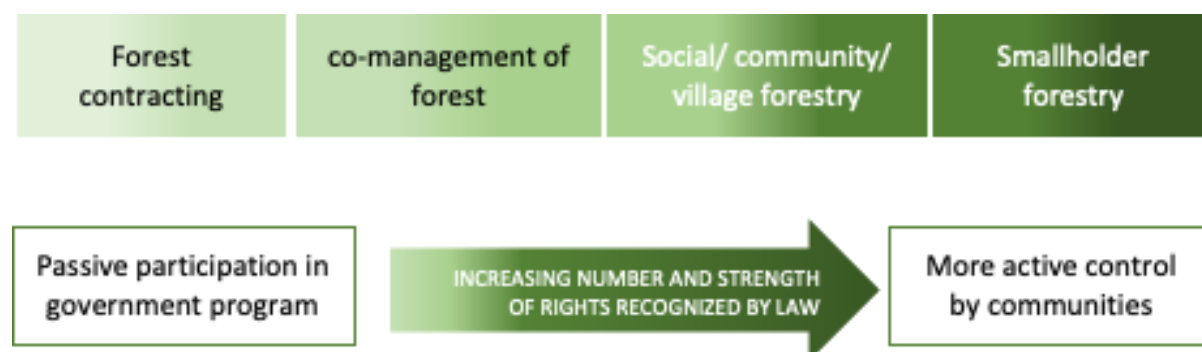 Forest
contracting
co-management of
forest
Social/ community/
village forestry
Smallholder
forestry
Passive participation in
government program
INCREASING NUMBER AND STRENGTH
OF RIGHTS RECOGNIZED BY LAW
More active control
by communities